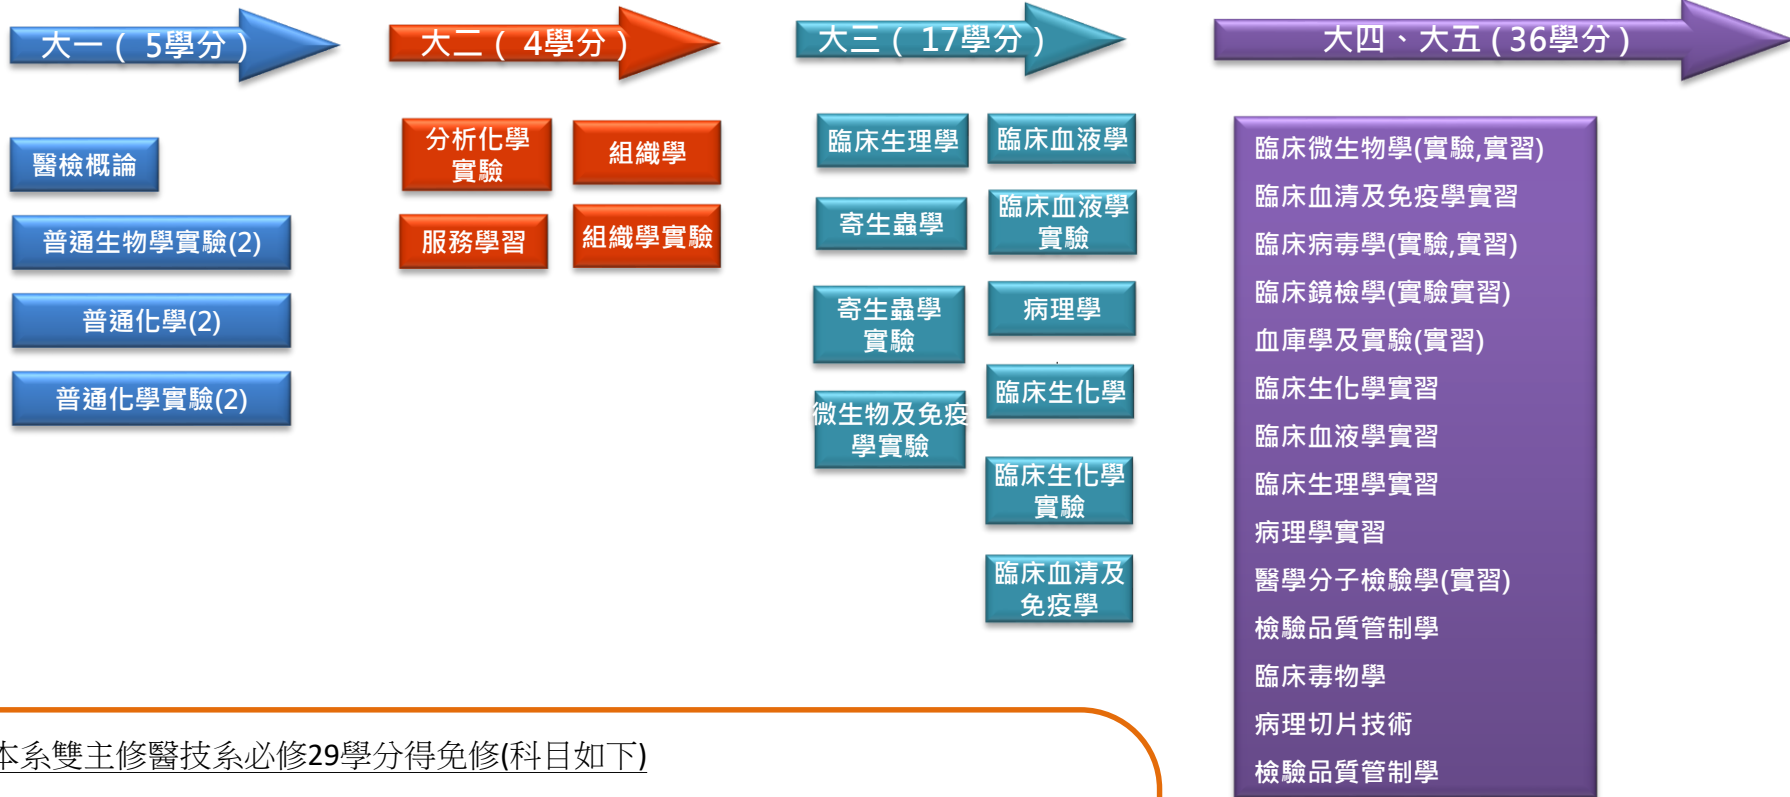 大一（ 5學分）
醫檢概論
普通生物學實驗(2)
普通化學(2)
普通化學實驗(2)
大二（ 4學分）
分析化學
實驗
組織學
服務學習
組織學實驗
大三（ 17學分）
臨床生理學
臨床血液學
寄生蟲學
臨床血液學
實驗
寄生蟲學
實驗
病理學
微生物及免疫
學實驗
臨床生化學
臨床生化學
實驗
臨床血清及
免疫學
大四、大五（36學分）
臨床微生物學(實驗,實習)
臨床血清及免疫學實習
臨床病毒學(實驗,實習)
臨床鏡檢學(實驗實習)
血庫學及實驗(實習)
臨床生化學實習
臨床血液學實習
臨床生理學實習
病理學實習
醫學分子檢驗學(實習)
檢驗品質管制學
臨床毒物學
病理切片技術
檢驗品質管制學
本系雙主修醫技系必修29學分得免修(科目如下)